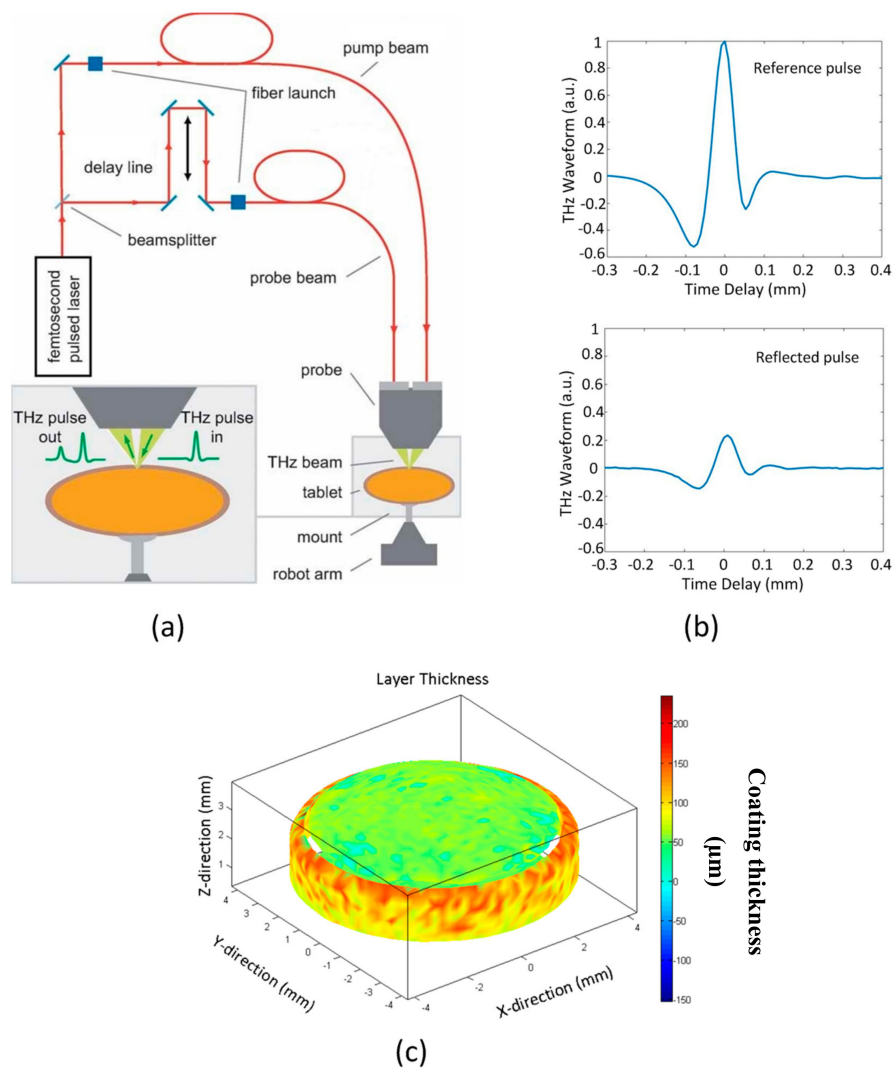 pump beam
fiber launch
delay line
beamsplitter
probe beam
femtosecond
pulsed laser
probe
THz pulse
out
THz pulse
in
THz beam
tablet
mount
robot arm
(a)
1
0.8
0.6
0.4
0.2
0
-0.2
-0.4
-0.6
THz Waveform (a.u.)
Reference pulse
-0.3 -0.2 -0.1 0 0.1 0.2 0.3 0.4
Time Delay (mm)
1
0.8
0.6
0.4
0.2
0
-0.2
-0.4
-0.6
THz Waveform (a.u.)
Reflected pulse
-0.3 -0.2 -0.1 0 0.1 0.2 0.3 0.4
Time Delay (mm)
(b)
Layer Thickness
Z-direction (mm)
3
2
1
4
3
2
1
0
-1
-2
-3
-4
Y-direction (mm)
-4
-2
0
2
4
X-direction (mm)
200
150
100
50
0
-50
-100
-150
Coating thickness
(μm)
(c)